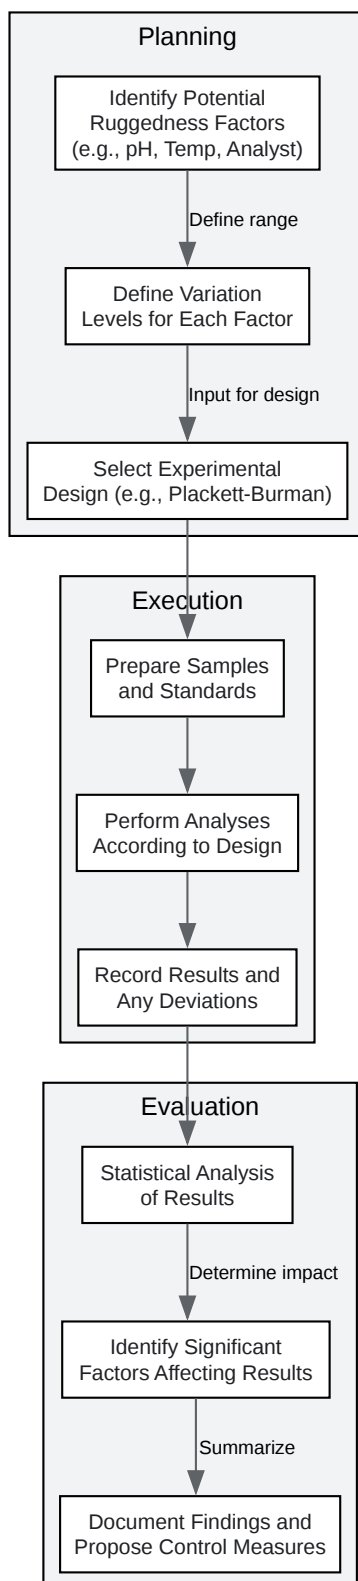 Planning
Identify Potential
Ruggedness Factors
(e.g., pH, Temp, Analyst)
Define range
Define Variation
Levels for Each Factor
Input for design
Select Experimental
Design (e.g., Plackett-Burman)
Execution
Prepare Samples
and Standards
Perform Analyses
According to Design
Record Results and
Any Deviations
Evaluation
Statistical Analysis
of Results
Determine impact
Identify Significant
Factors Affecting Results
Summarize
Document Findings and
Propose Control Measures